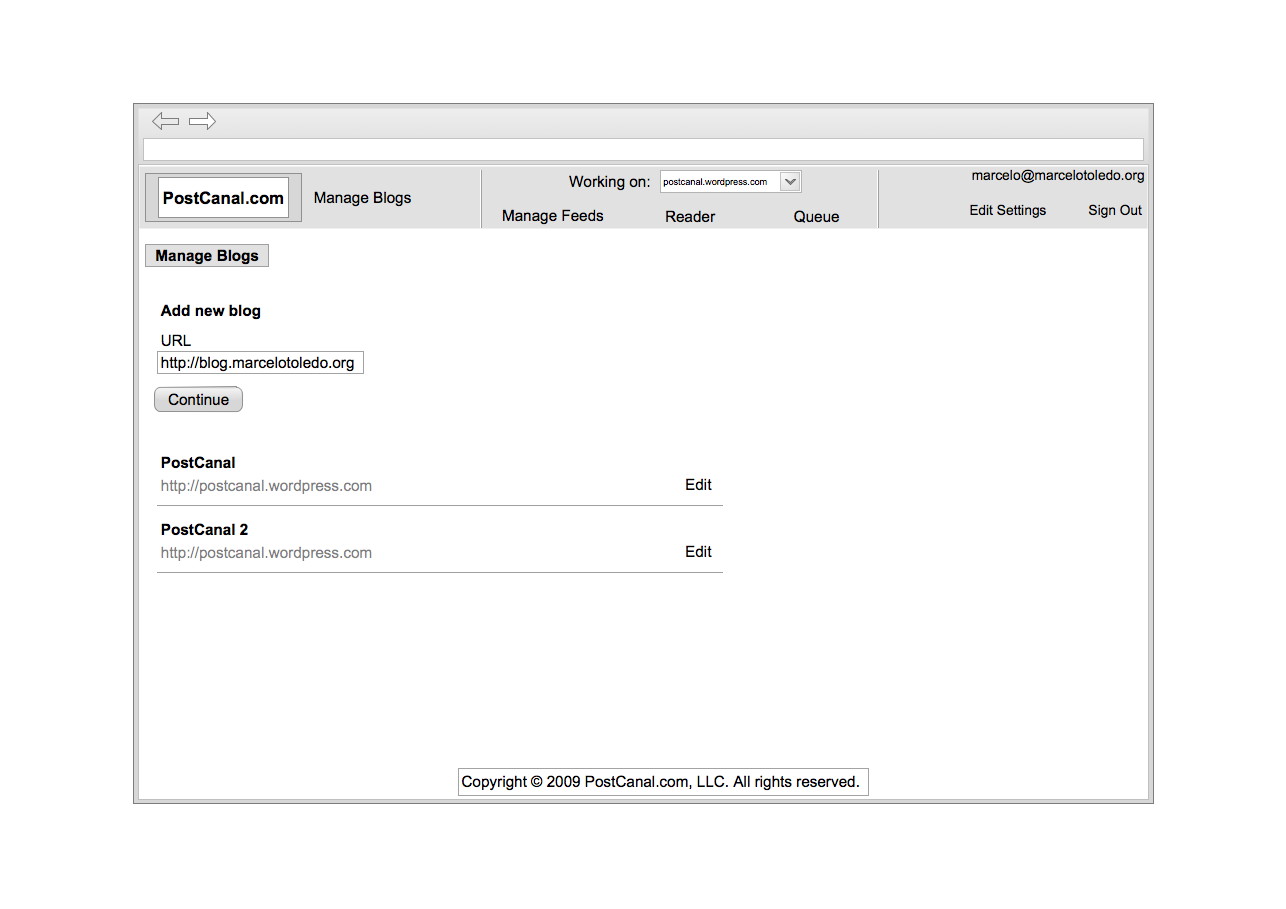 PostCanal.com
Manage Blogs
Working on: postcanal.wordpress.com
Manage Feeds Reader Queue
marcelo@marcelotoledo.org
Edit Settings Sign Out
Manage Blogs
Add new blog
URL
http://blog.marcelotoledo.org
Continue
PostCanal
http://postcanal.wordpress.com Edit
PostCanal 2
http://postcanal.wordpress.com Edit
Copyright © 2009 PostCanal.com, LLC. All rights reserved.